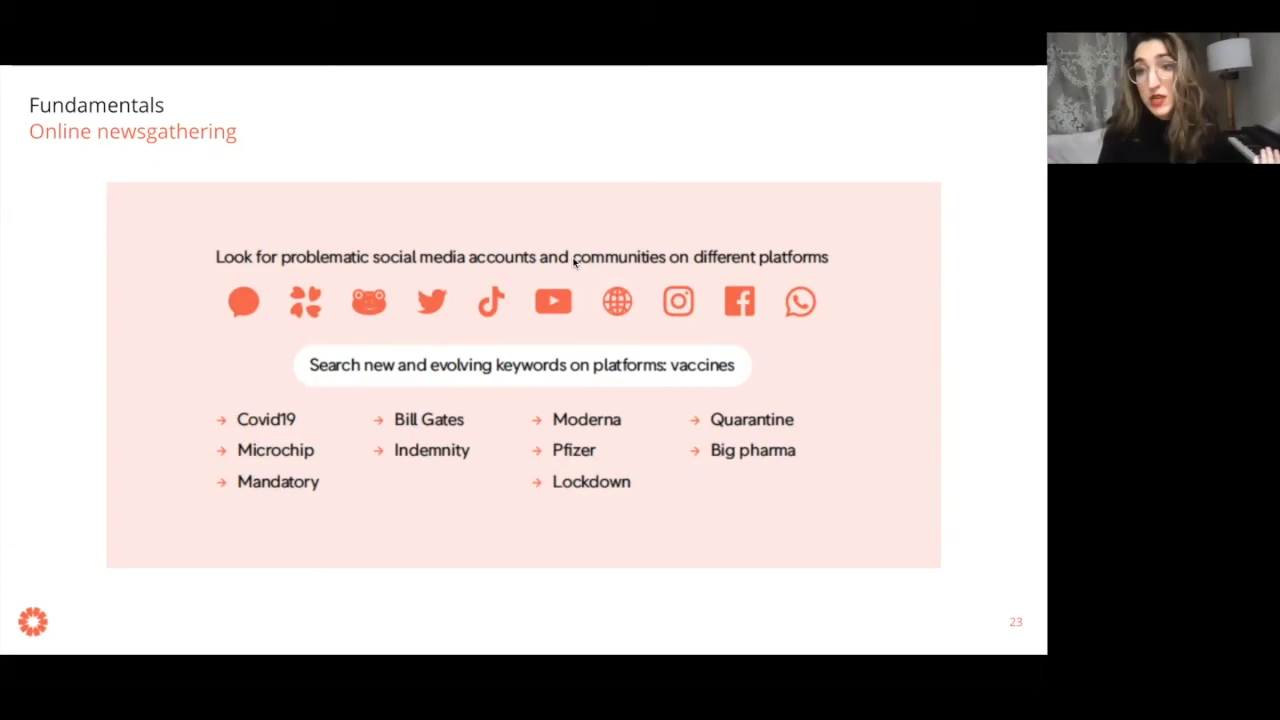 Fundamentals
Online newsgathering
Look for problematic social media accounts and communities on different platforms
Search new and evolving keywords on platforms: vaccines
→ Covid19 → Bill Gates → Moderna → Quarantine
→ Microchip → Indemnity → Pfizer → Big pharma
→ Mandatory → Lockdown
23